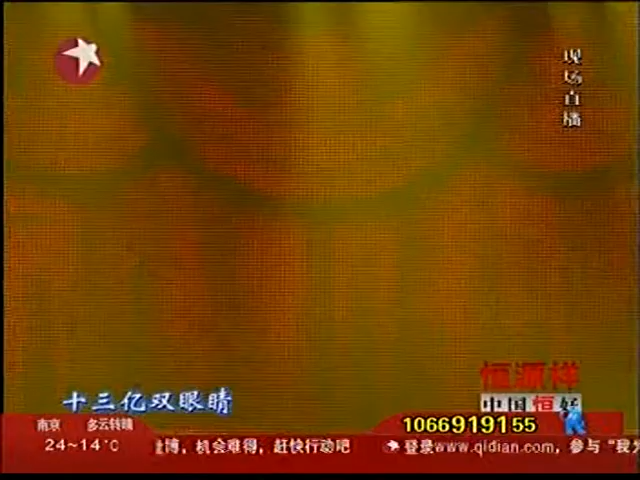 现场直播
恒源祥
中国恒好
十三亿双眼睛
1066919155
南京 多云转晴
24~14°C
博，机会难得，赶快行动吧
登录www.qidian.com，参与“我为